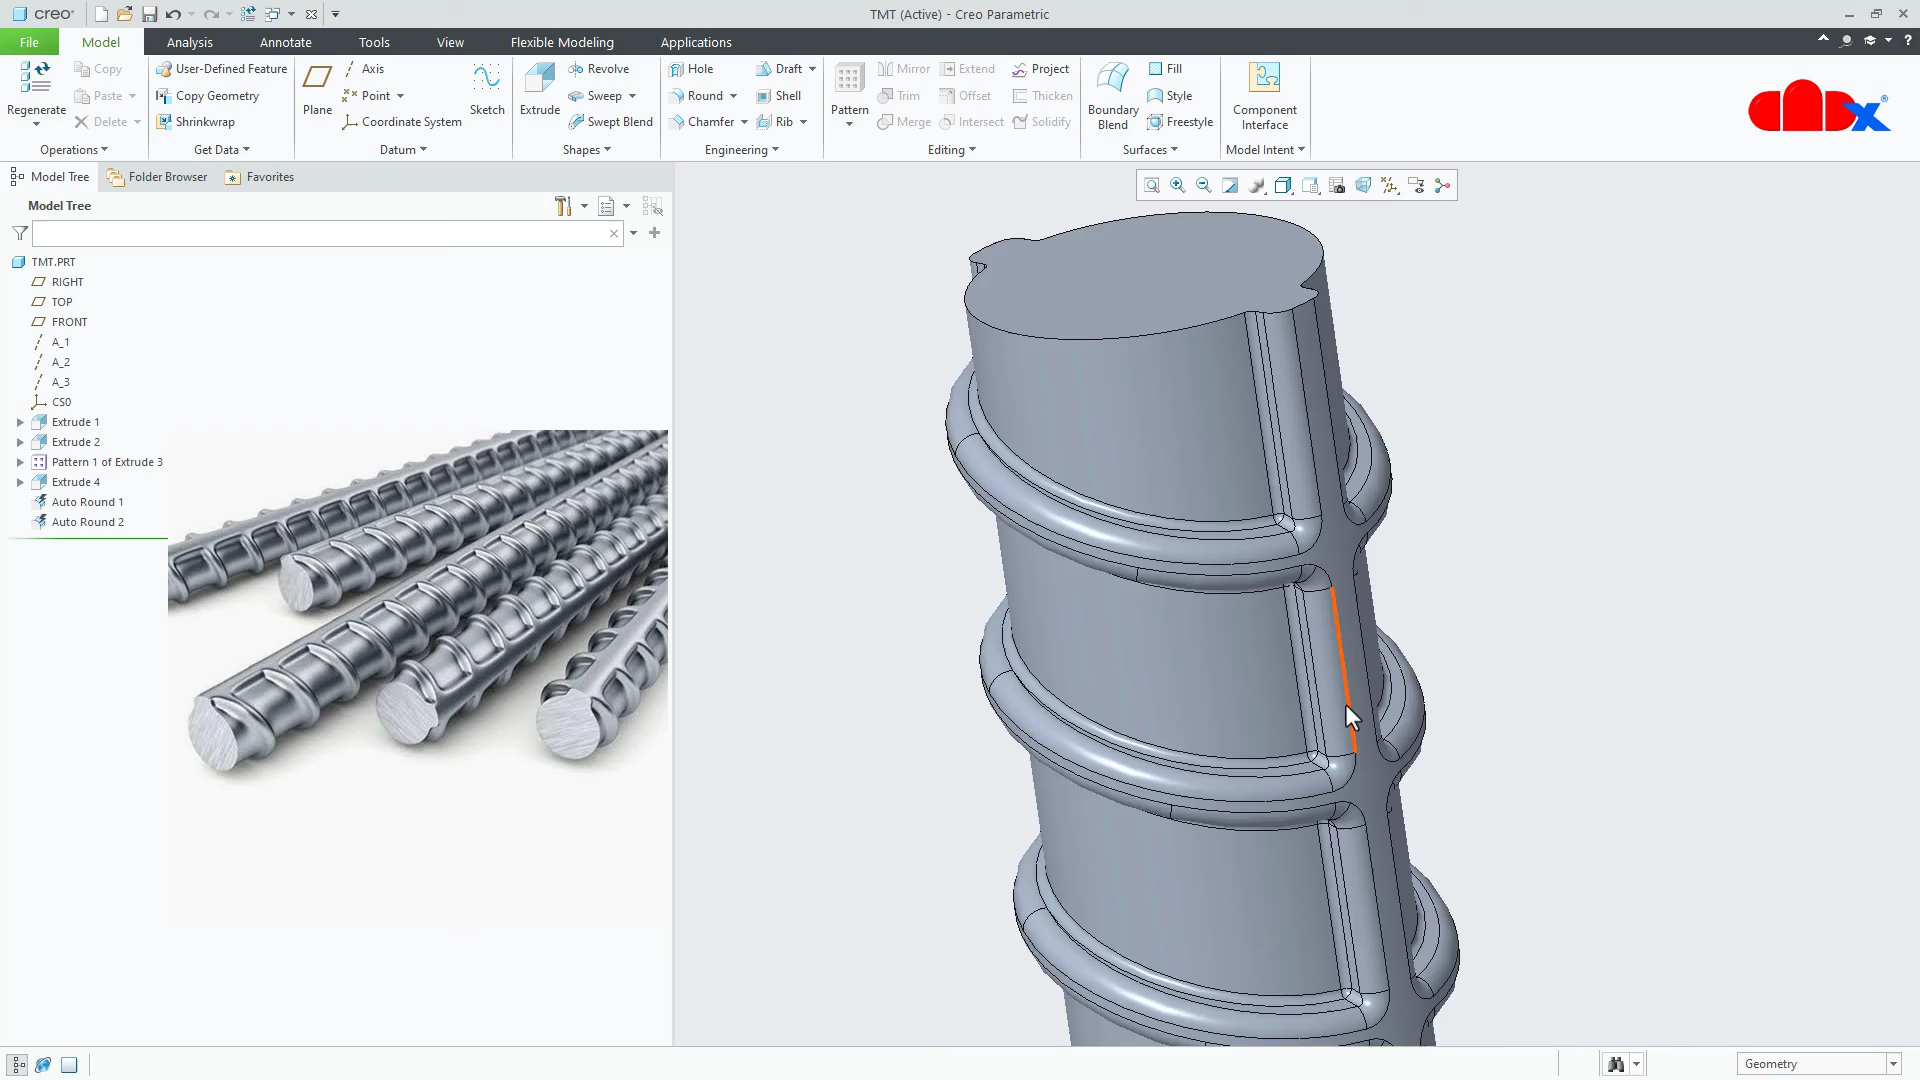 creo°
TMT (Active) - Creo Parametric
File Model Analysis Annotate Tools View Flexible Modeling Applications
Regenerate
Copy
Paste
Delete
Operations
User-Defined Feature
Copy Geometry
Shrinkwrap
Get Data
Plane
Axis
Point
Coordinate System
Sketch
Datum
Extrude
Revolve
Sweep
Swept Blend
Shapes
Hole
Round
Chamfer
Draft
Shell
Rib
Engineering
Pattern
Mirror
Trim
Merge
Extend
Offset
Intersect
Project
Thicken
Solidify
Editing
Boundary
Blend
Fill
Style
Freestyle
Surfaces
Component
Interface
Model Intent
CADX®
Model Tree Folder Browser Favorites
Model Tree
TMT.PRT
RIGHT
TOP
FRONT
A_1
A_2
A_3
CS0
Extrude 1
Extrude 2
Pattern 1 of Extrude 3
Extrude 4
Auto Round 1
Auto Round 2
Geometry